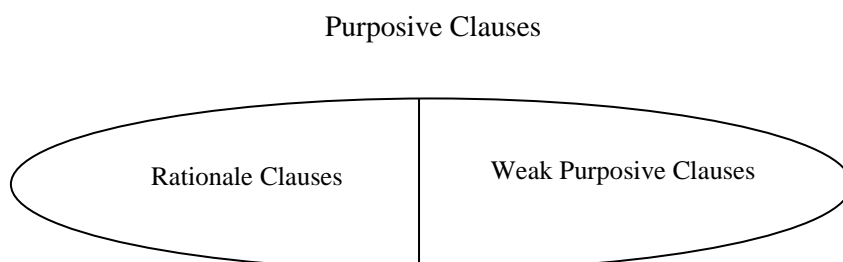 Purposive Clauses
Rationale Clauses
Weak Purposive Clauses